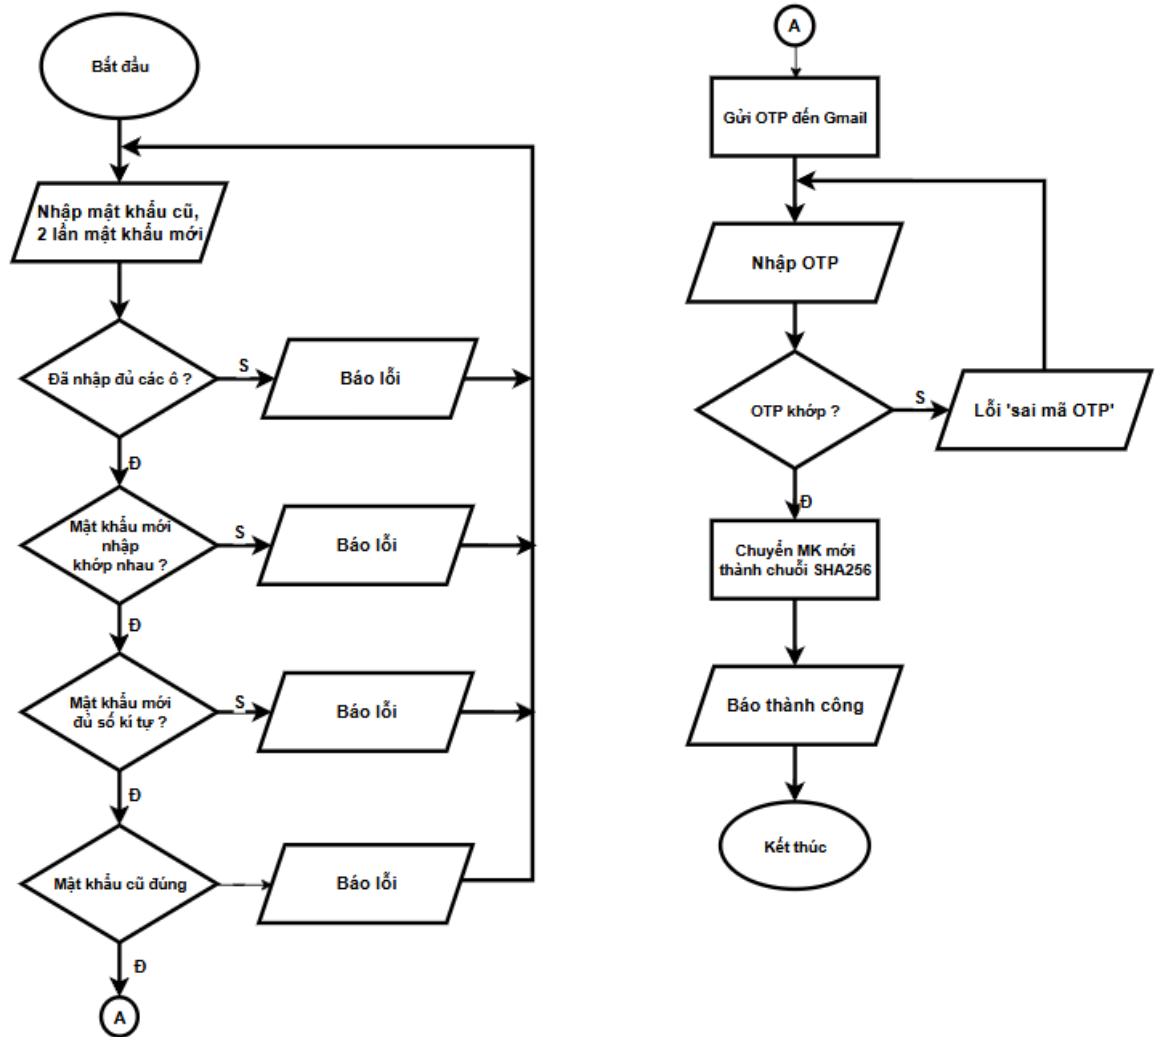 Bắt đầu
Nhập mật khẩu cũ,
2 lần mật khẩu mới
Đã nhập đủ các ô ?
S
Báo lỗi
Đ
Mật khẩu mới
nhập
khớp nhau ?
S
Báo lỗi
Đ
Mật khẩu mới
đủ số kí tự ?
S
Báo lỗi
Đ
Mật khẩu cũ đúng
Báo lỗi
Đ
A
A
Gửi OTP đến Gmail
Nhập OTP
OTP khớp ?
S
Lỗi 'sai mã OTP'
Đ
Chuyển MK mới
thành chuỗi SHA256
Báo thành công
Kết thúc